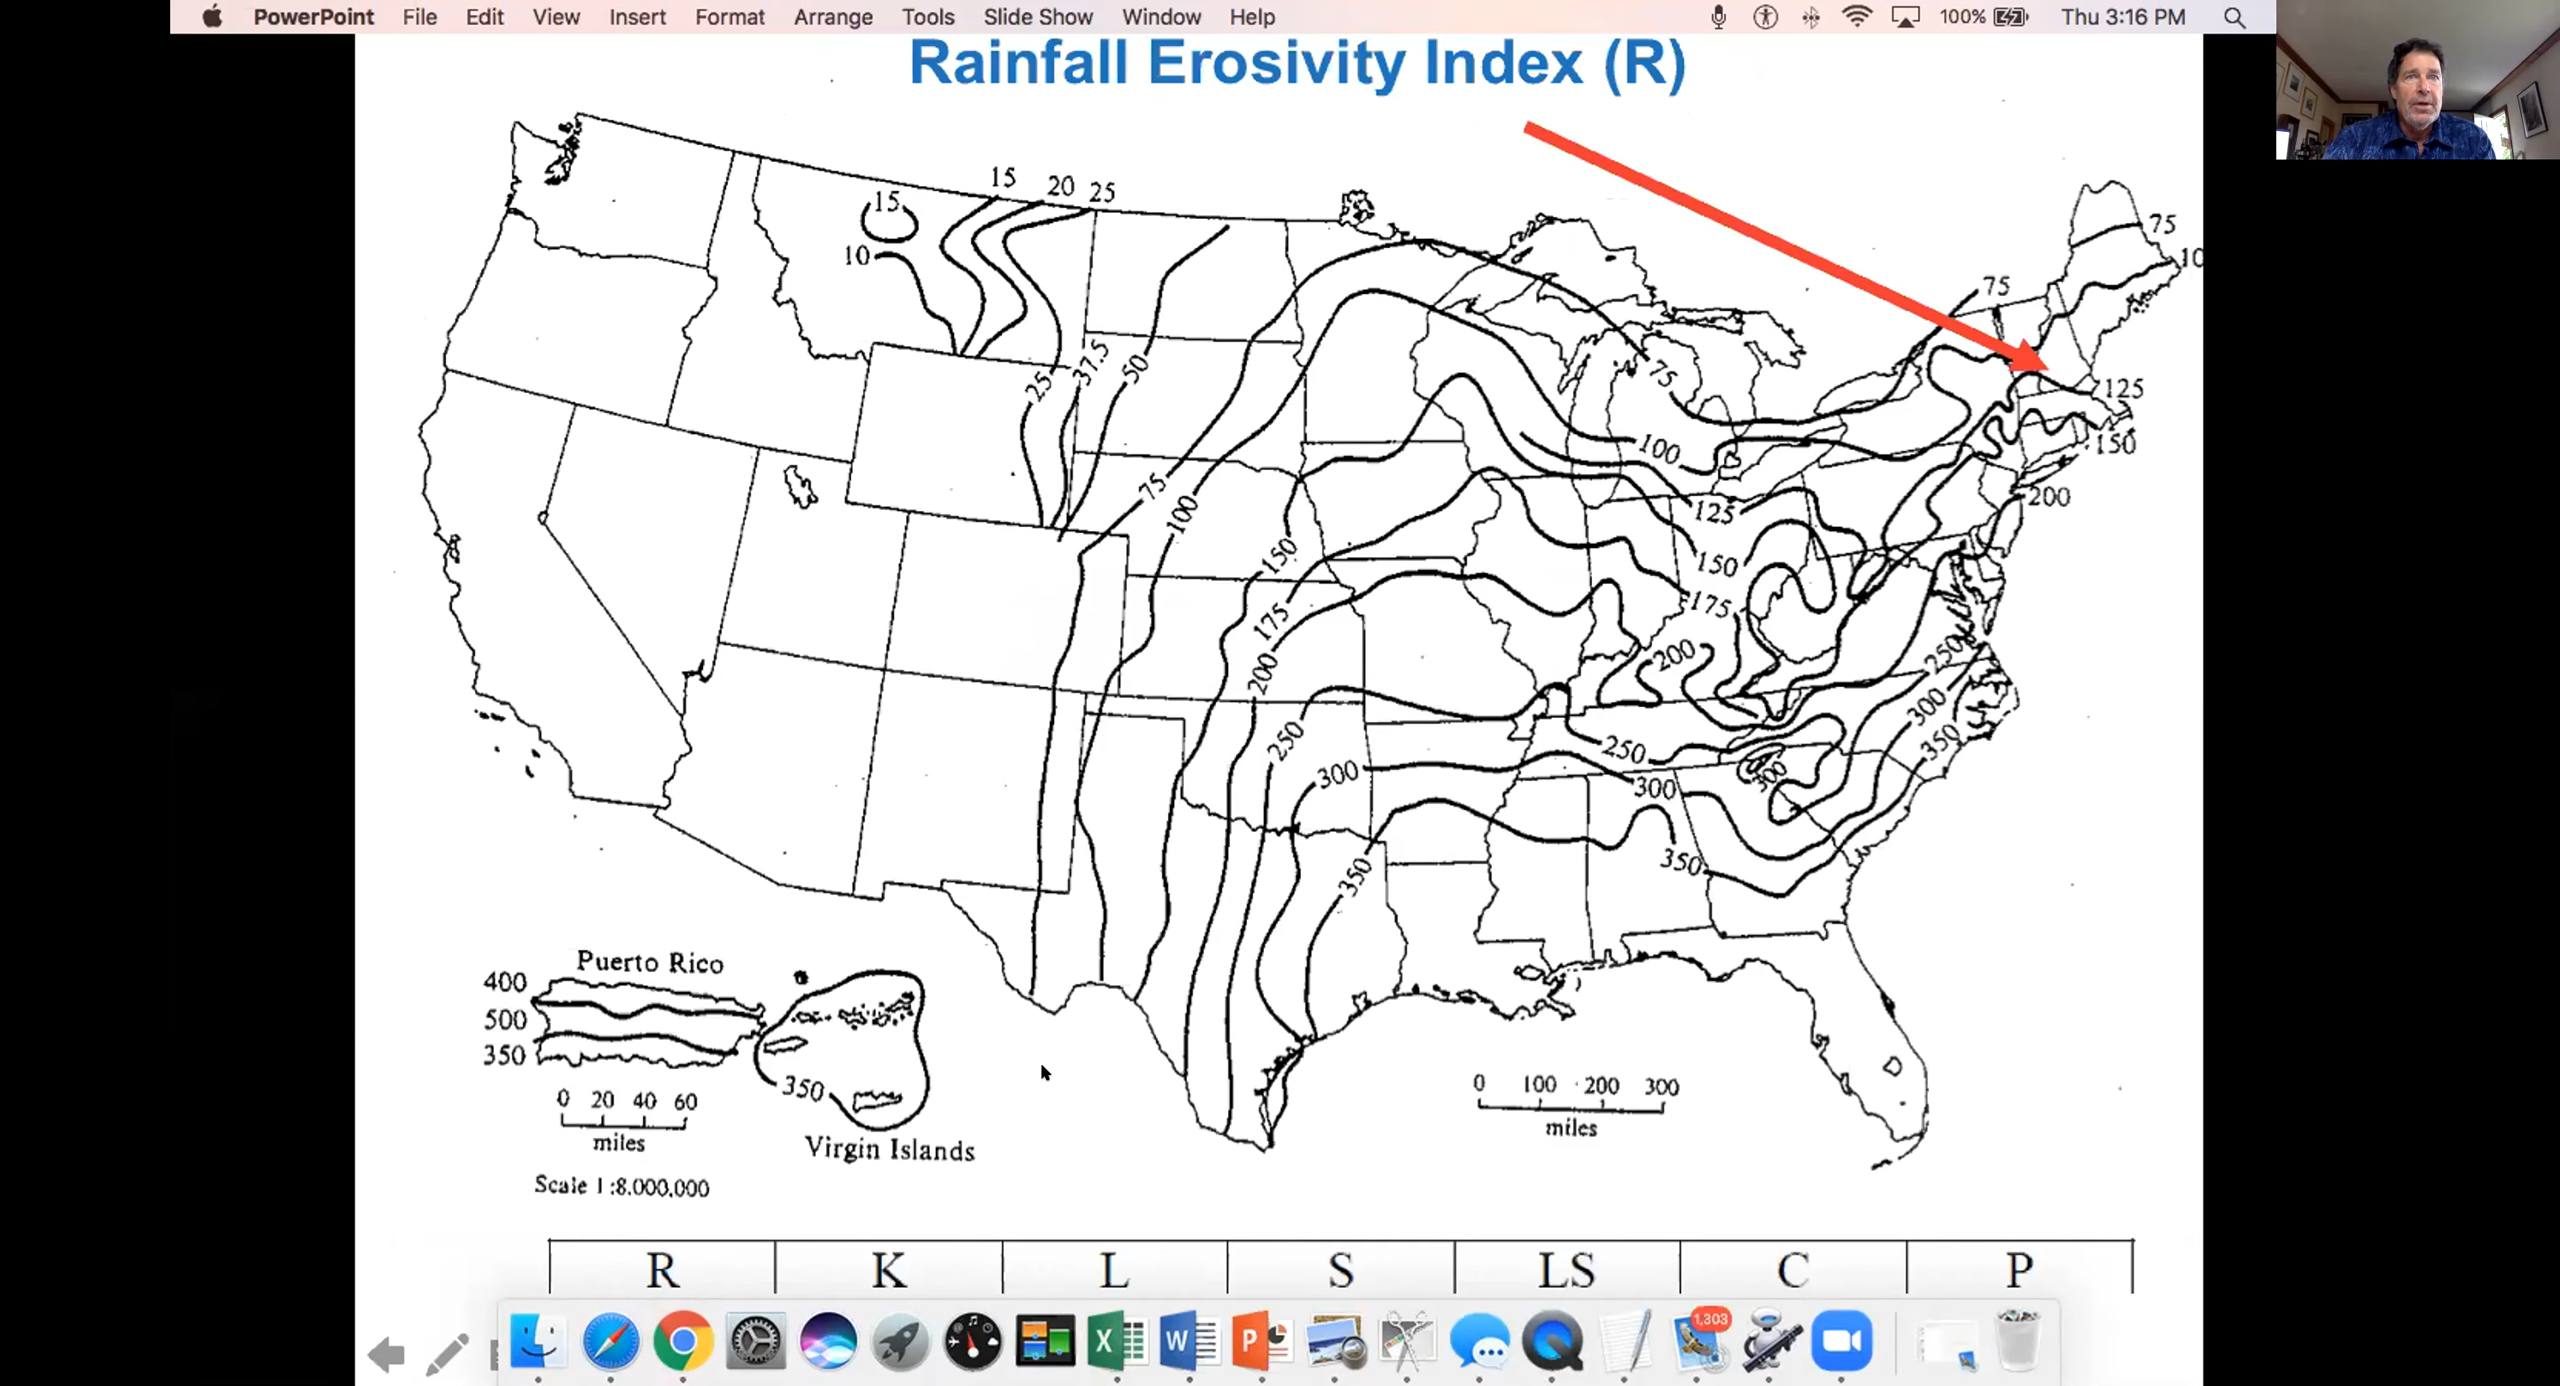 PowerPoint File Edit View Insert Format Arrange Tools Slide Show Window Help 100% Thu 3:16 PM
Rainfall Erosivity Index (R)
15 20 25
15
10
75
10
75
25 37.5 50
75
125
100
150
75 100
200
125
150
150
175
175
200
200
250
250
300
250
350
300
300
300
350
350
Puerto Rico
400
500
350
350
0 20 40 60
miles
Virgin Islands
Scale 1:8.000.000
0 100 200 300
miles
R K L S LS C P
X W P 1,303